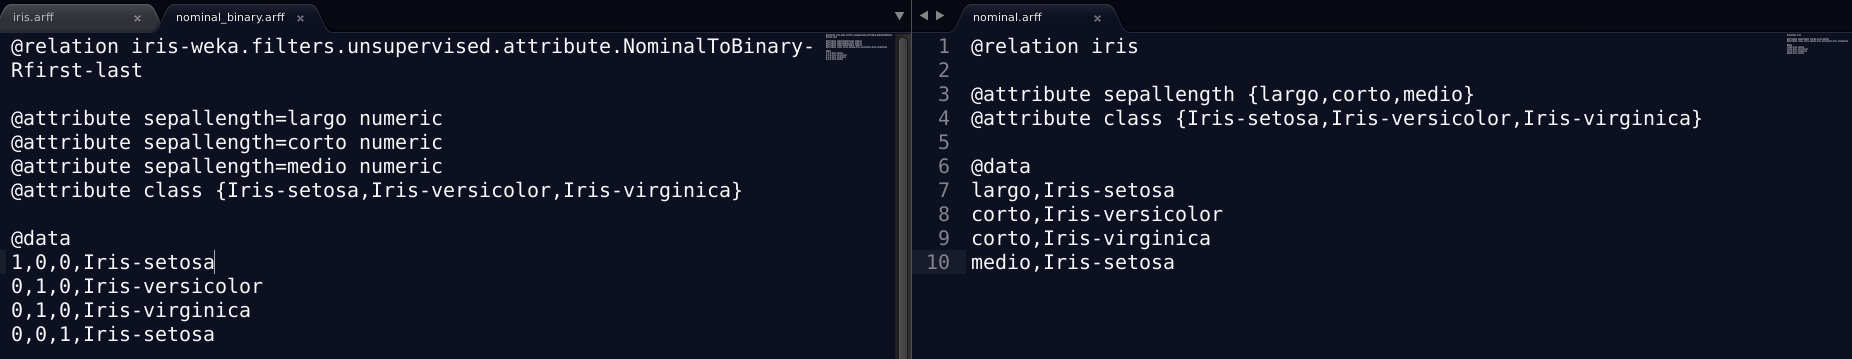 iris.arff
nominal_binary.arff
@relation iris-weka.filters.unsupervised.attribute.NominalToBinary-
Rfirst-last
@attribute sepallength=largo numeric
@attribute sepallength=corto numeric
@attribute sepallength=medio numeric
@attribute class {Iris-setosa,Iris-versicolor,Iris-virginica}
@data
1,0,0,Iris-setosa
0,1,0,Iris-versicolor
0,1,0,Iris-virginica
0,0,1,Iris-setosa
nominal.arff
1 @relation iris
2
3 @attribute sepallength {largo,corto,medio}
4 @attribute class {Iris-setosa,Iris-versicolor,Iris-virginica}
5
6 @data
7 largo,Iris-setosa
8 corto,Iris-versicolor
9 corto,Iris-virginica
10 medio,Iris-setosa